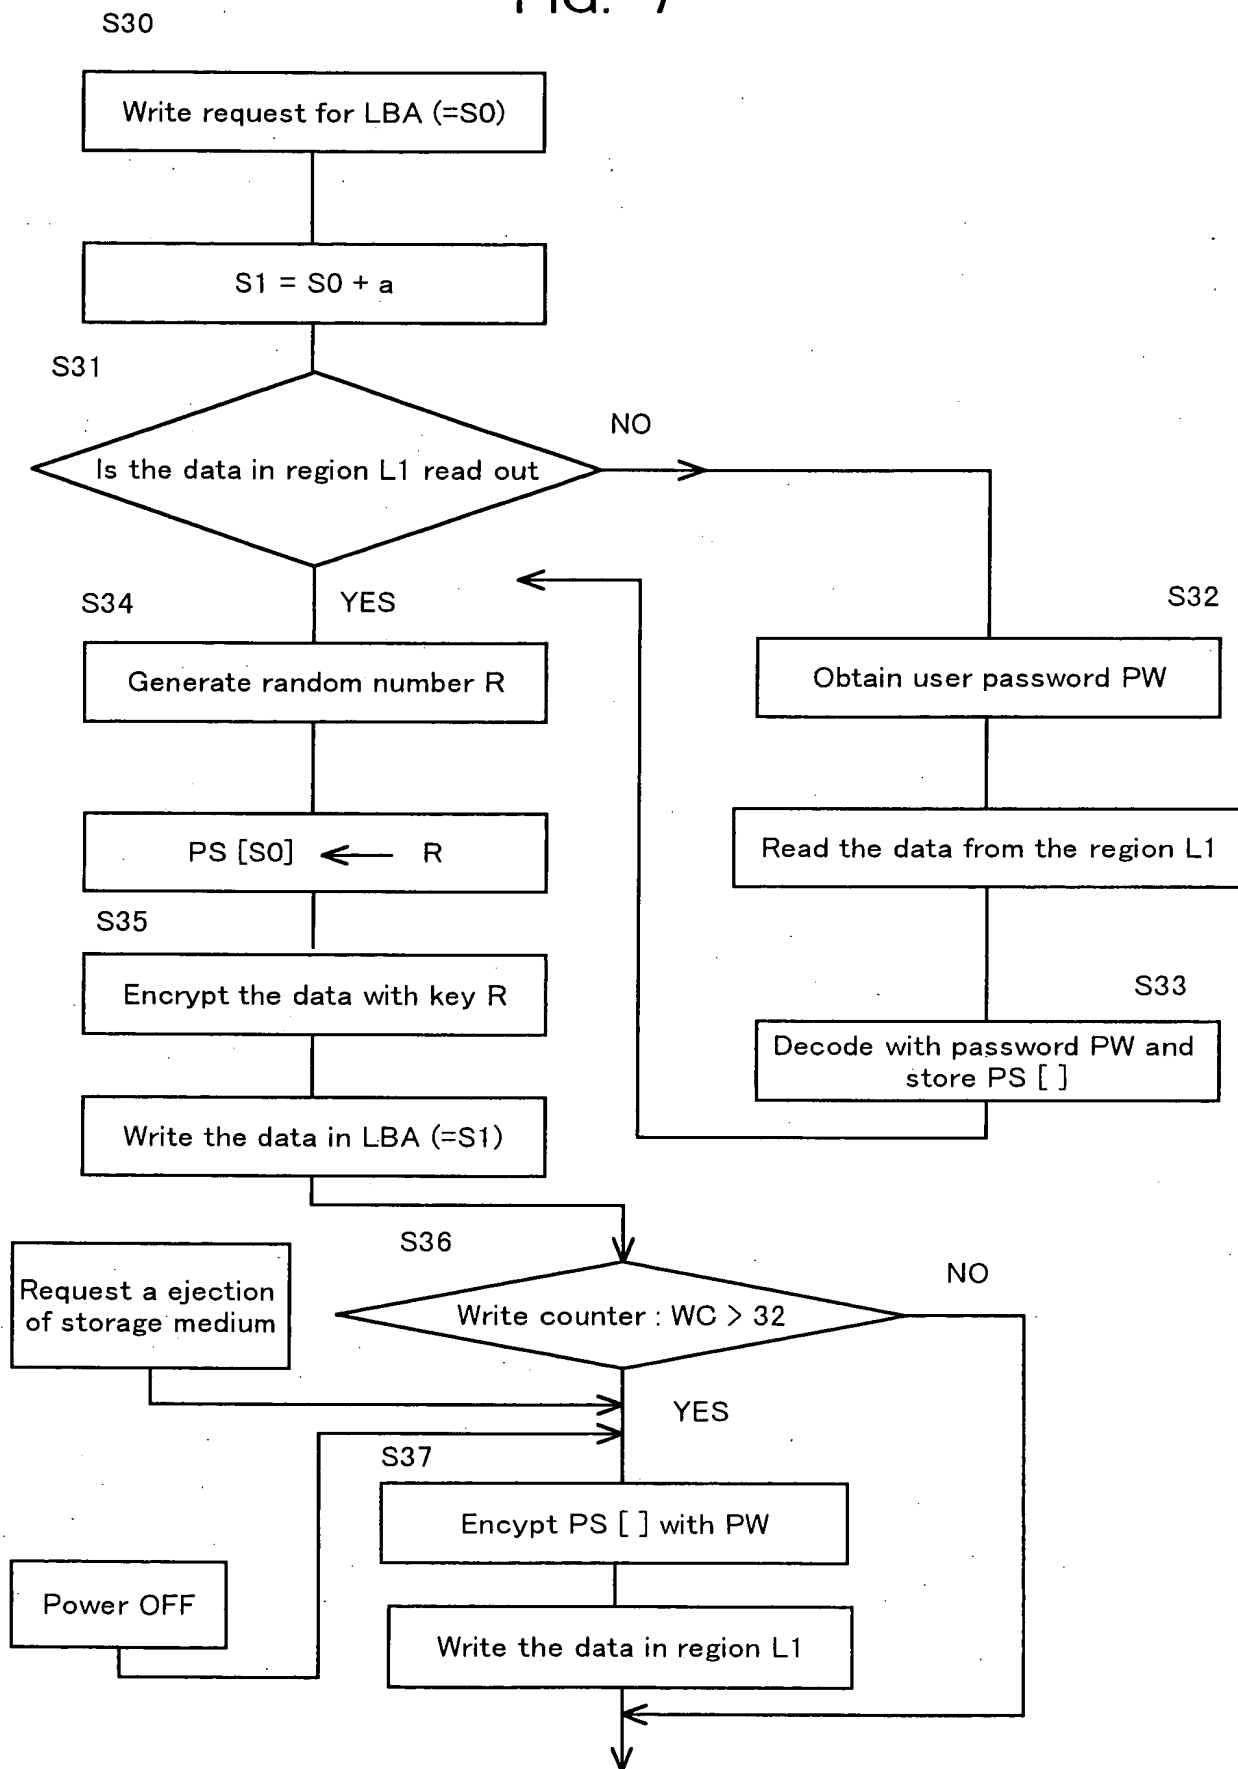 FIG. 7
S30
Write request for LBA (=S0)
S1 = S0 + a
S31
Is the data in region L1 read out
NO
YES
S34
Generate random number R
PS [S0] ← R
S35
Encrypt the data with key R
Write the data in LBA (=S1)
S32
Obtain user password PW
Read the data from the region L1
S33
Decode with password PW and
store PS [ ]
S36
Write counter : WC > 32
NO
YES
Request a ejection
of storage medium
S37
Encypt PS [ ] with PW
Power OFF
Write the data in region L1